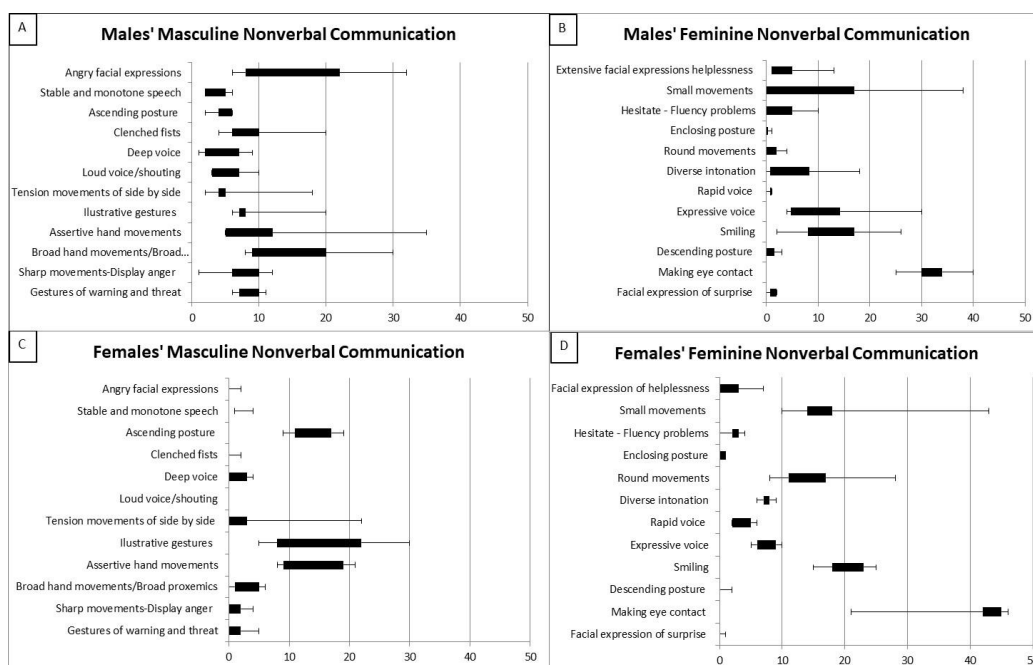 A
Males' Masculine Nonverbal Communication
Angry facial expressions
Stable and monotone speech
Ascending posture
Clenched fists
Deep voice
Loud voice/shouting
Tension movements of side by side
Ilustrative gestures
Assertive hand movements
Broad hand movements/Broad...
Sharp movements-Display anger
Gestures of warning and threat
0 10 20 30 40 50
B
Males' Feminine Nonverbal Communication
Extensive facial expressions helplessness
Small movements
Hesitate - Fluency problems
Enclosing posture
Round movements
Diverse intonation
Rapid voice
Expressive voice
Smiling
Descending posture
Making eye contact
Facial expression of surprise
0 10 20 30 40 50
C
Females' Masculine Nonverbal Communication
Angry facial expressions
Stable and monotone speech
Ascending posture
Clenched fists
Deep voice
Loud voice/shouting
Tension movements of side by side
Ilustrative gestures
Assertive hand movements
Broad hand movements/Broad proxemics
Sharp movements-Display anger
Gestures of warning and threat
0 10 20 30 40 50
D
Females' Feminine Nonverbal Communication
Facial expression of helplessness
Small movements
Hesitate - Fluency problems
Enclosing posture
Round movements
Diverse intonation
Rapid voice
Expressive voice
Smiling
Descending posture
Making eye contact
Facial expression of surprise
0 10 20 30 40 50